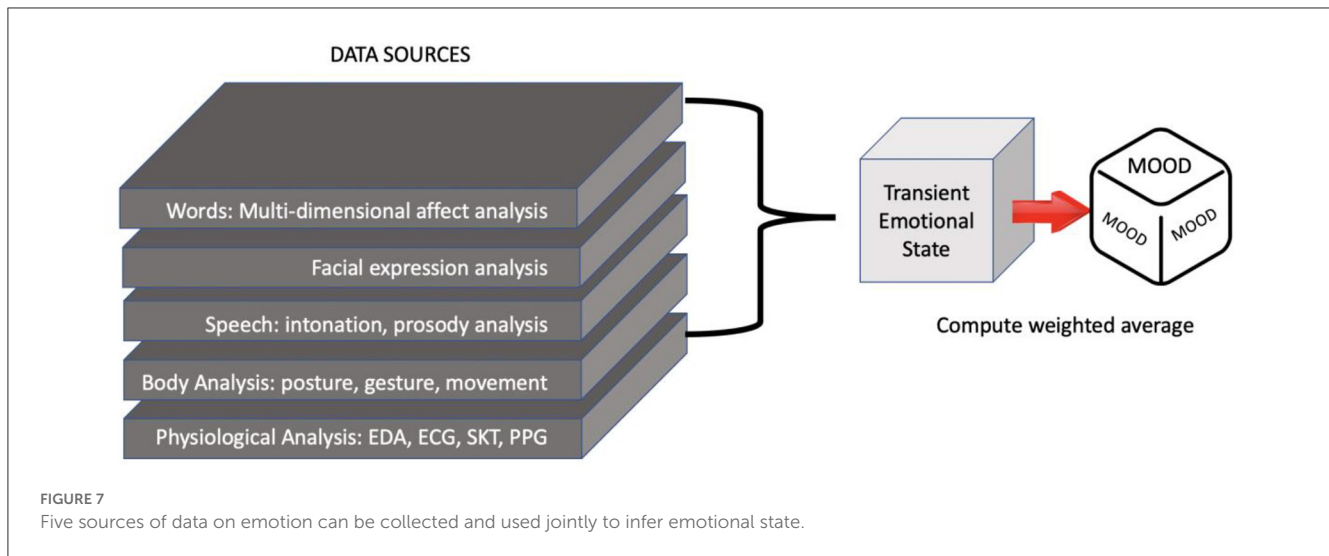 DATA SOURCES
Words: Multi-dimensional affect analysis
Facial expression analysis
Speech: intonation, prosody analysis
Body Analysis: posture, gesture, movement
Physiological Analysis: EDA, ECG, SKT, PPG
Transient
Emotional
State
MOOD
MOOD
MOOD
Compute weighted average
FIGURE 7
Five sources of data on emotion can be collected and used jointly to infer emotional state.